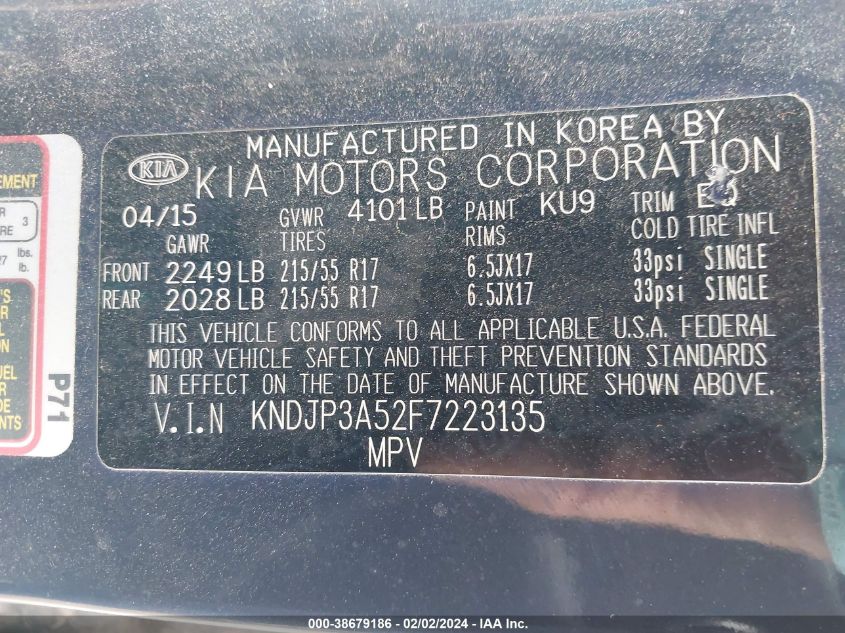 MANUFACTURED IN KOREA BY
KIA KIA MOTORS CORPORATION
04/15 GVWR 4101LB PAINT KU9 TRIM
GAWR TIRES RIMS COLD TIRE INFL
FRONT 2249LB 215/55 R17 6.5JX17 33psi SINGLE
REAR 2028LB 215/55 R17 6.5JX17 33psi SINGLE
THIS VEHICLE CONFORMS TO ALL APPLICABLE U.S.A. FEDERAL
MOTOR VEHICLE SAFETY AND THEFT PREVENTION STANDARDS
IN EFFECT ON THE DATE OF MANUFACTURE SHOWN ABOVE.
V.I.N KNDJP3A52F7223135
MPV
3
lbs.
lb.
P71
000-38679186 - 02/02/2024 - IAA Inc.